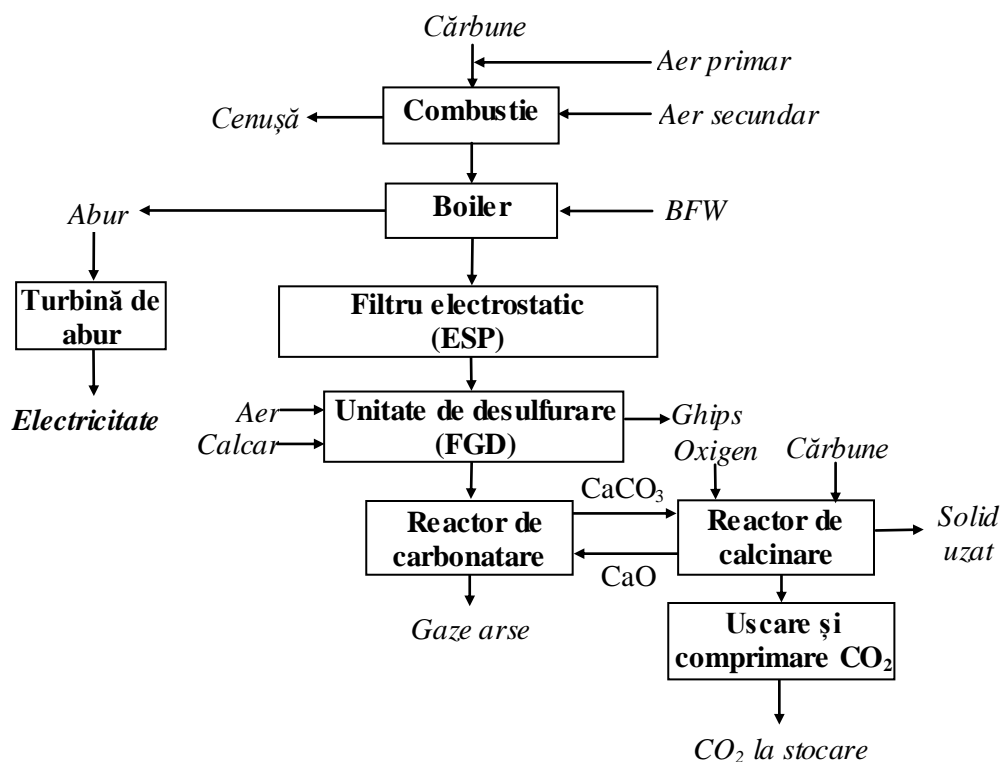 Cărbune
Aer primar
Combustie
Cenușă
Aer secundar
Boiler
Abur
BFW
Turbină de
abur
Filtru electrostatic
(ESP)
Electricitate
Aer
Calcar
Unitate de desulfurare
(FGD)
Ghips
Oxigen
Cărbune
CaCO₃
Reactor de
carbonatare
Reactor de
calcinare
Solid
uzat
CaO
Gaze arse
Uscare și
comprimare CO₂
CO₂ la stocare